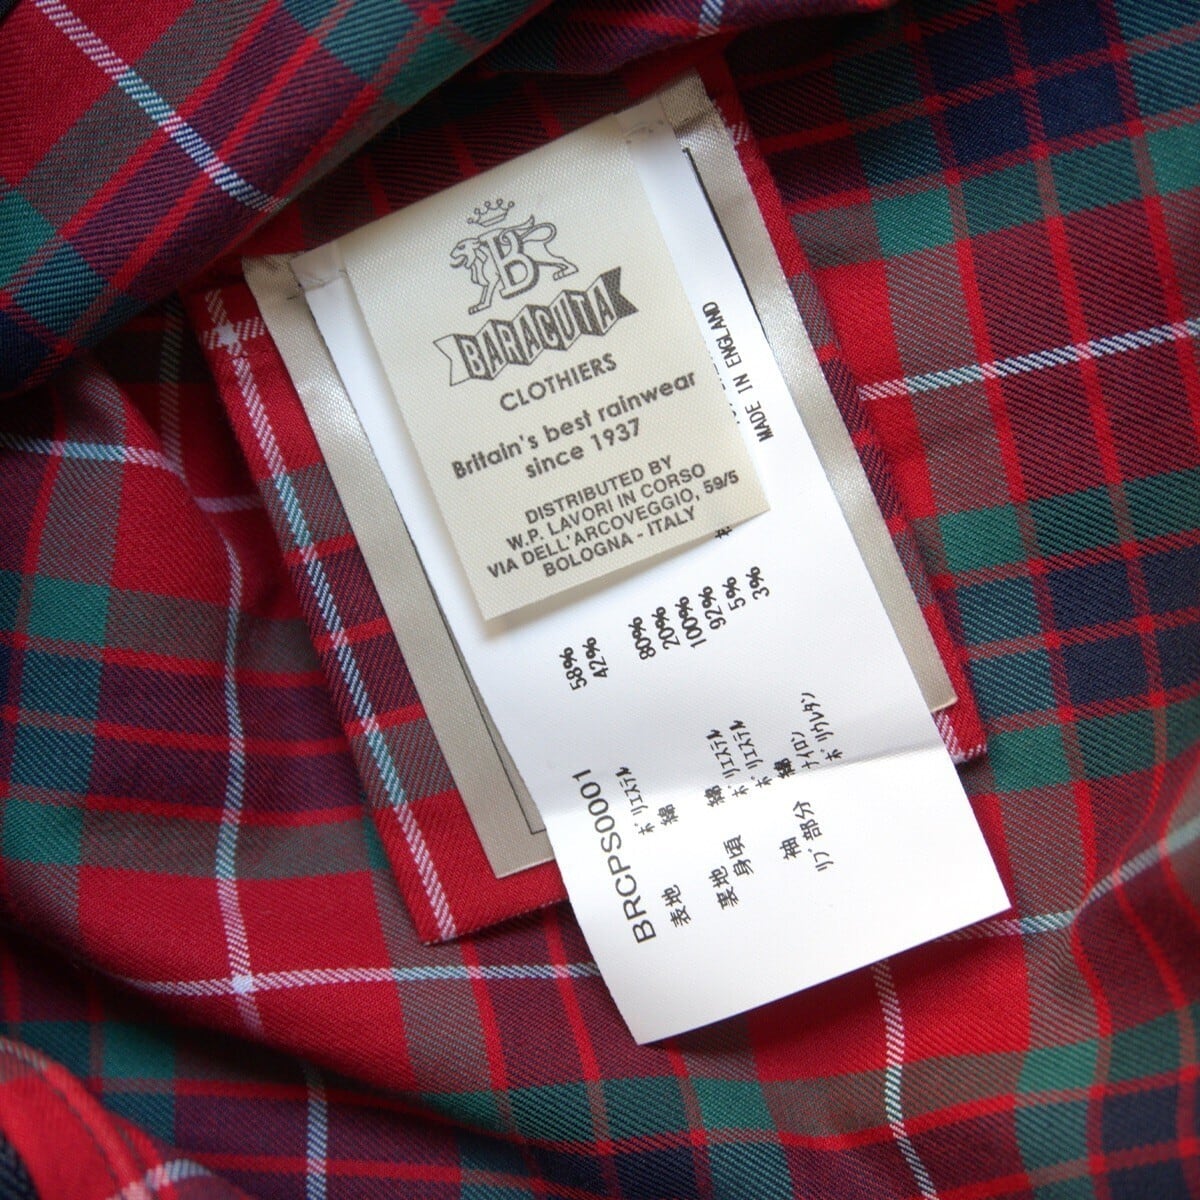 B
BARACUTA
CLOTHIERS
Britain's best rainwear
since 1937
DISTRIBUTED BY
W.P. LAVORI IN CORSO
VIA DELL'ARCOVEGGIO, 59/5
BOLOGNA - ITALY
MADE IN ENGLAND
BRCPS0001
表地 ポリエステル 58%
綿 42%
裏地 身頃 綿 80%
ポリエステル 20%
袖 ポリエステル 100%
リブ部分 綿 92%
ナイロン 5%
ポリウレタン 3%